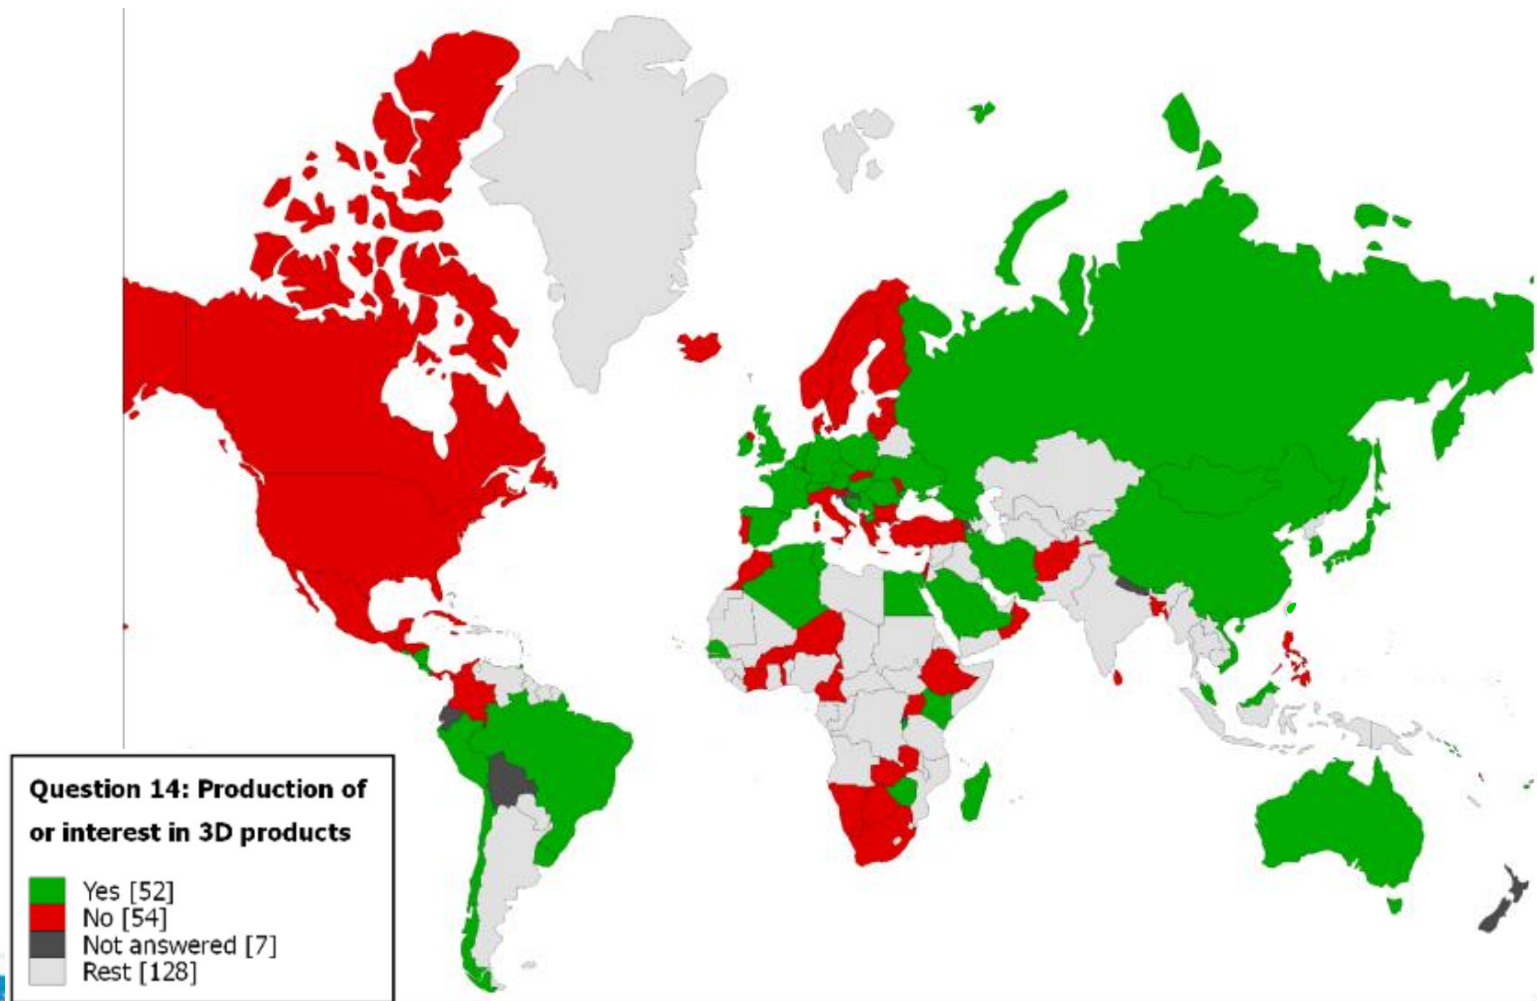 Question 14: Production of
or interest in 3D products
Yes [52]
No [54]
Not answered [7]
Rest [128]